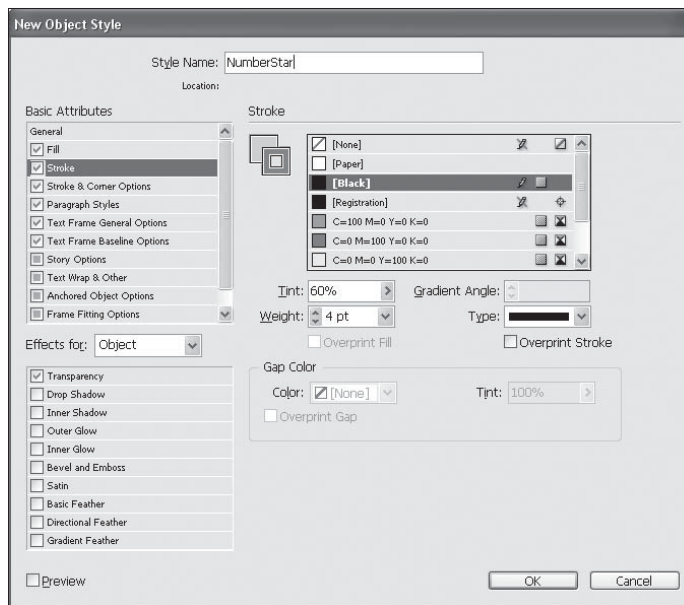 New Object Style
Style Name: NumberStar
Location:
Basic Attributes
General
Fill
Stroke
Stroke & Corner Options
Paragraph Styles
Text Frame General Options
Text Frame Baseline Options
Story Options
Text Wrap & Other
Anchored Object Options
Frame Fitting Options
Effects for: Object
Transparency
Drop Shadow
Inner Shadow
Outer Glow
Inner Glow
Bevel and Emboss
Satin
Basic Feather
Directional Feather
Gradient Feather
Preview
Stroke
[None]
[Paper]
[Black]
[Registration]
C=100 M=0 Y=0 K=0
C=0 M=100 Y=0 K=0
C=0 M=0 Y=100 K=0
Tint: 60% Gradient Angle:
Weight: 4 pt Type:
Overprint Fill Overprint Stroke
Gap Color
Color: [None] Tint: 100%
Overprint Gap
OK Cancel